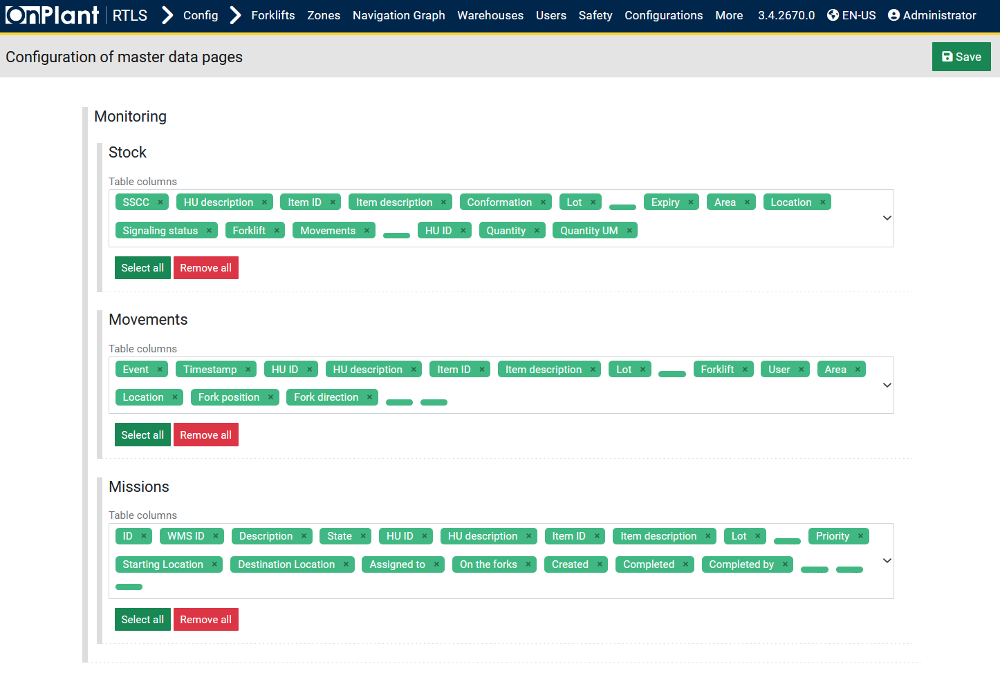 OnPlant RTLS Config Forklifts Zones Navigation Graph Warehouses Users Safety Configurations More 3.4.2670.0 EN-US Administrator
Configuration of master data pages Save
Monitoring
Stock
Table columns
SSCC × HU description × Item ID × Item description × Conformation × Lot × Expiry × Area × Location ×
Signaling status × Forklift × Movements × HU ID × Quantity × Quantity UM ×
Select all Remove all
Movements
Table columns
Event × Timestamp × HU ID × HU description × Item ID × Item description × Lot × Forklift × User × Area ×
Location × Fork position × Fork direction ×
Select all Remove all
Missions
Table columns
ID × WMS ID × Description × State × HU ID × HU description × Item ID × Item description × Lot × Priority ×
Starting Location × Destination Location × Assigned to × On the forks × Created × Completed × Completed by ×
Select all Remove all